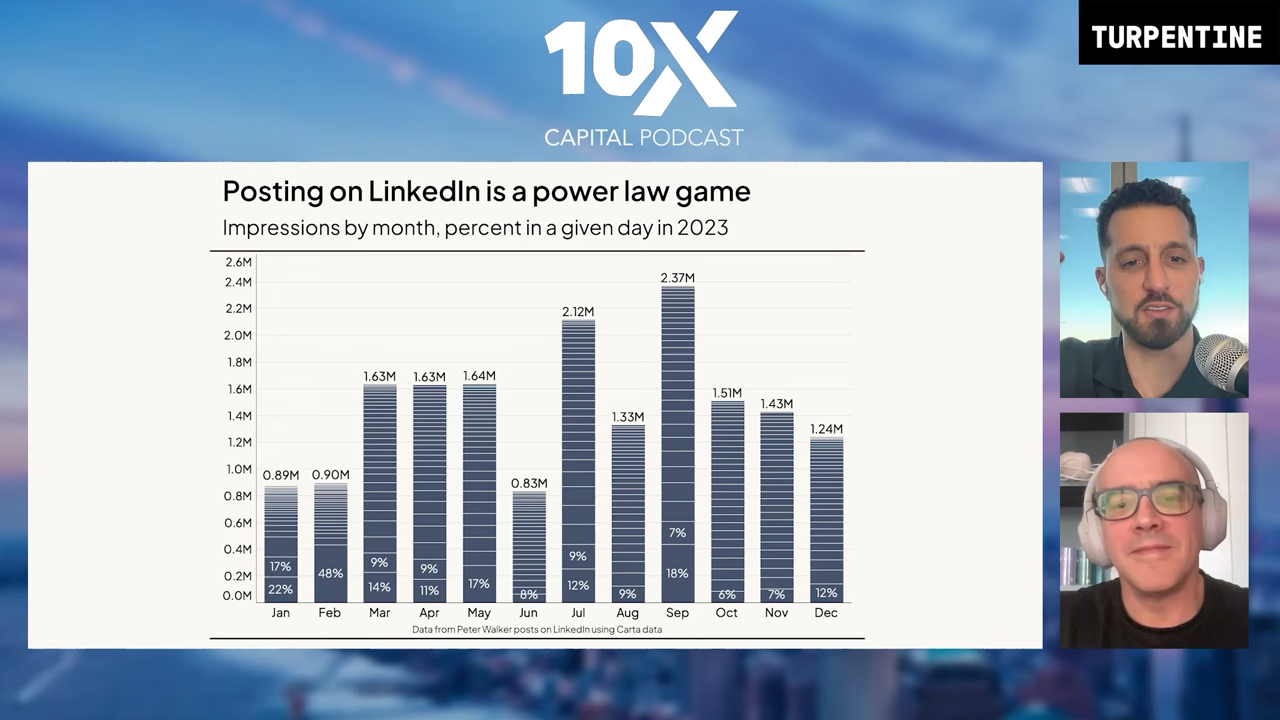 10X
CAPITAL PODCAST
TURPENTINE
Posting on LinkedIn is a power law game
Impressions by month, percent in a given day in 2023
2.6M
2.4M
2.2M
2.0M
1.8M
1.6M
1.4M
1.2M
1.0M
0.8M
0.6M
0.4M
0.2M
0.0M
0.89M
0.90M
1.63M
1.63M
1.64M
0.83M
2.12M
1.33M
2.37M
1.51M
1.43M
1.24M
17%
22%
48%
9%
14%
9%
11%
17%
8%
9%
12%
9%
7%
18%
6%
7%
12%
Jan
Feb
Mar
Apr
May
Jun
Jul
Aug
Sep
Oct
Nov
Dec
Data from Peter Walker posts on LinkedIn using Carta data